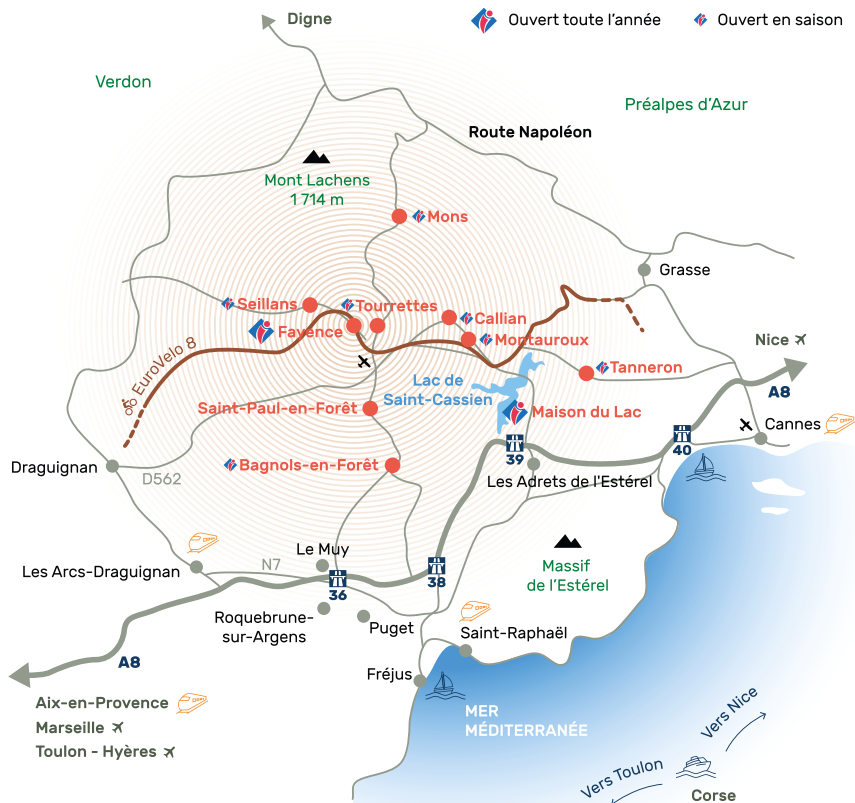 Digne
Ouvert toute l'année
Ouvert en saison
Verdon
Préalpes d'Azur
Route Napoléon
Mont Lachens
1 714 m
Mons
Grasse
Seillans
Tourrettes
Callian
Fayence
Montauroux
Nice
EuroVelo 8
Tanneron
Lac de
Saint-Cassien
A8
Saint-Paul-en-Forêt
Maison du Lac
Cannes
40
39
Draguignan
D562
Bagnols-en-Forêt
Les Adrets de l'Estérel
Le Muy
N7
Les Arcs-Draguignan
38
36
Massif
de l'Estérel
Roquebrune-
sur-Argens
Puget
Saint-Raphaël
A8
Fréjus
Aix-en-Provence
Marseille
Toulon - Hyères
MER
MÉDITERRANÉE
Vers Nice
Vers Toulon
Corse